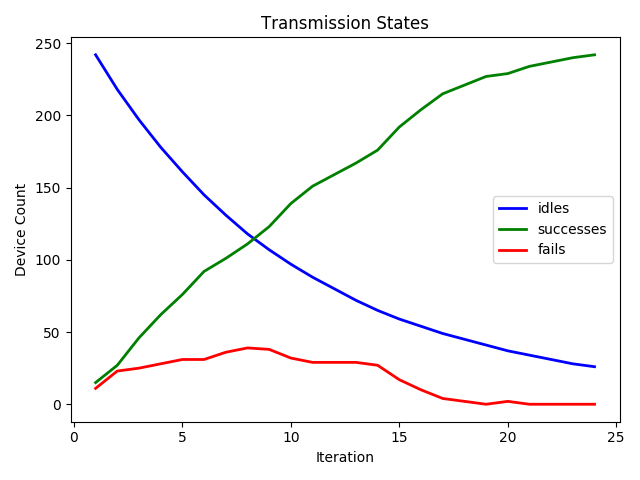 Transmission States
Device Count
250
200
150
100
50
0
idles
successes
fails
0 5 10 15 20 25
Iteration